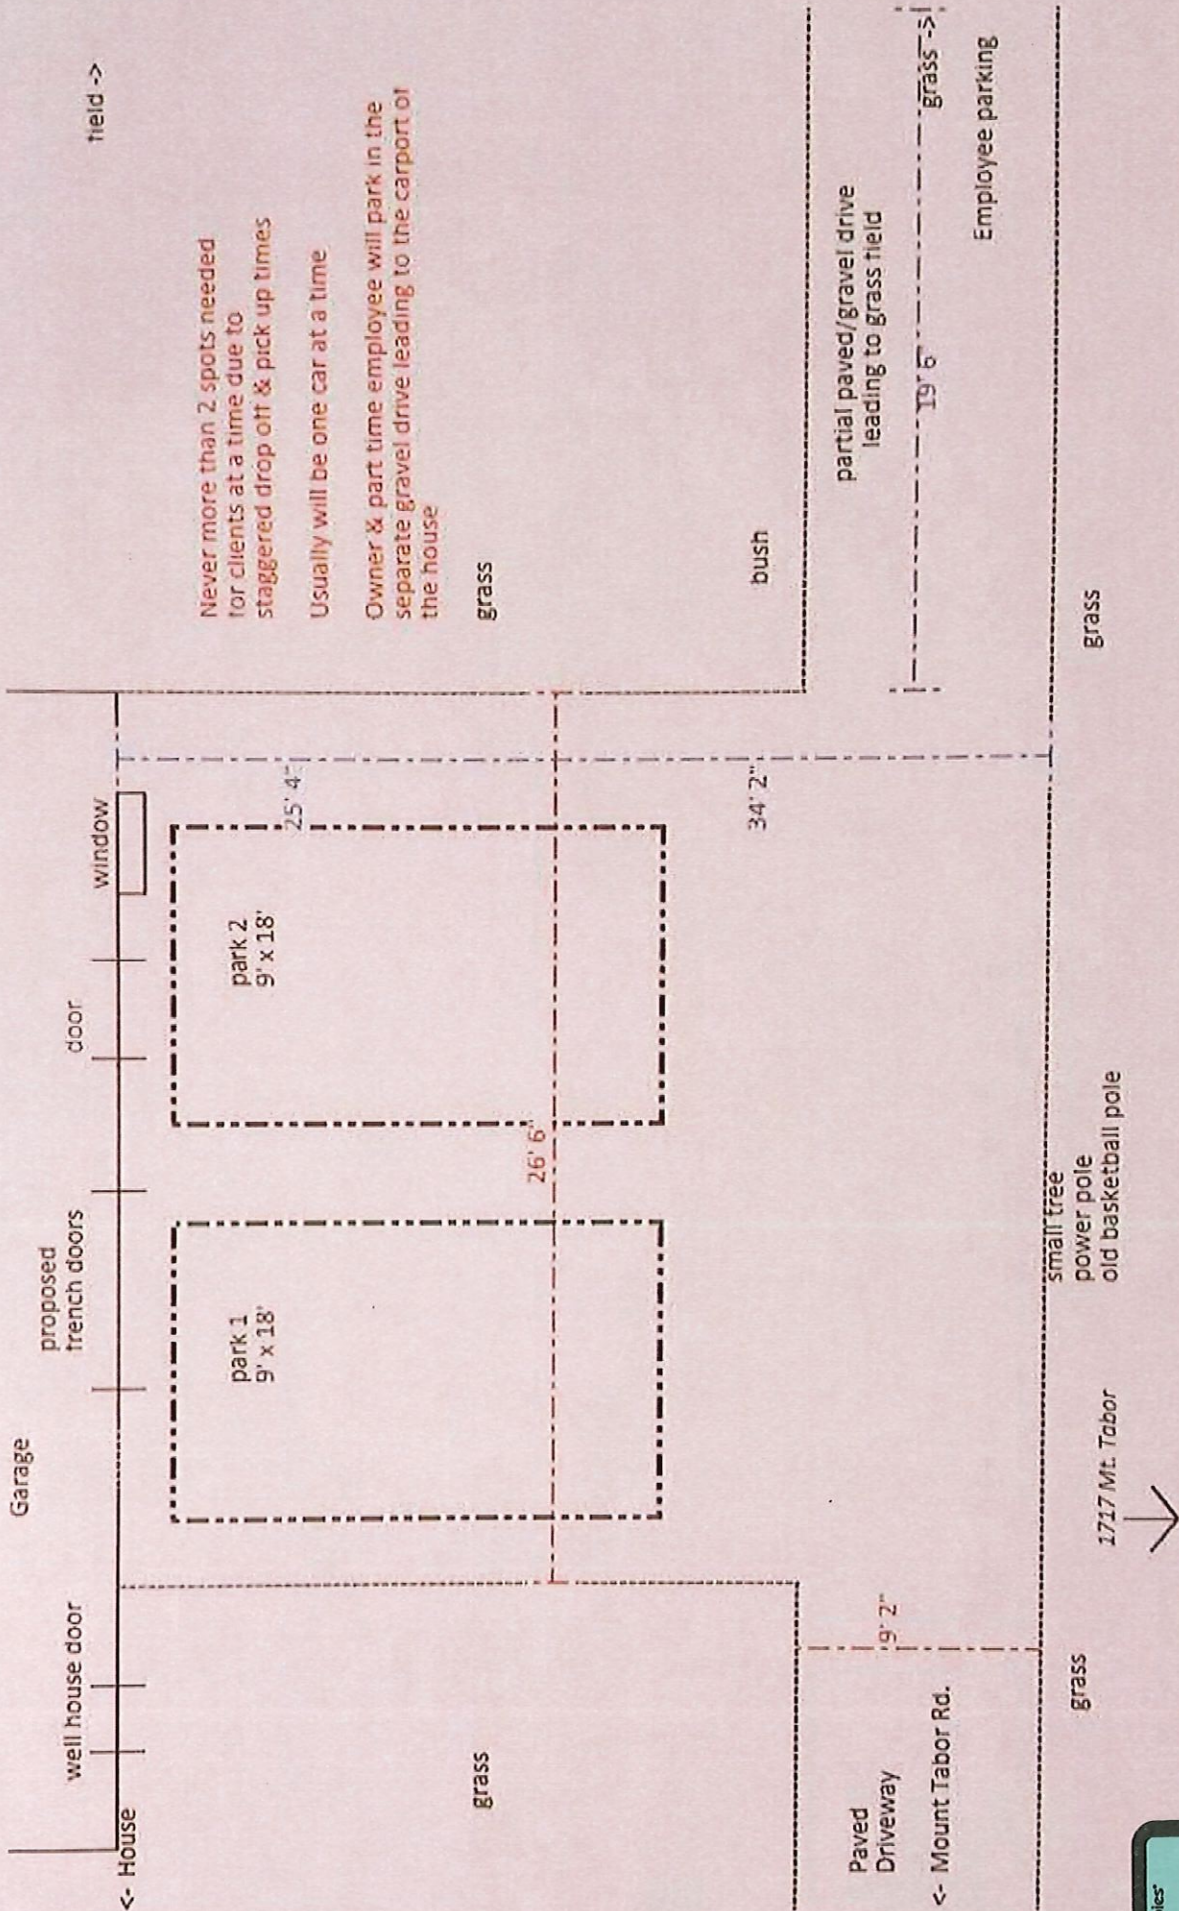 Garage
proposed
french doors
well house door
door
window
field ->
<- House
park 1
9' x 18'
park 2
9' x 18'
25' 4"
26' 6"
34' 2"
Never more than 2 spots needed
for clients at a time due to
staggered drop off & pick up times
Usually will be one car at a time
Owner & part time employee will park in the
separate gravel drive leading to the carport of
the house
grass
grass
bush
partial paved/gravel drive
leading to grass field
19' 6"
grass ->
Employee parking
Paved
Driveway
<- Mount Tabor Rd.
9' 2"
grass
small tree
power pole
old basketball pole
grass
1717 Mt. Tabor